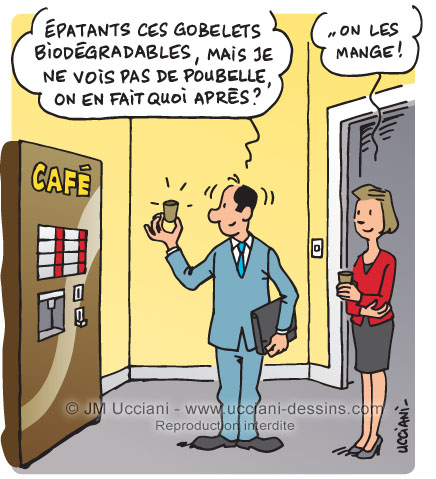 ÉPATANTS CES GOBELETS
BIODÉGRADABLES, MAIS JE
NE VOIS PAS DE POUBELLE,
ON EN FAIT QUOI APRÈS?
..ON LES
MANGE!
CAFÉ
© JM Ucciani - www.ucciani-dessins.com
Reproduction interdite
UCCIANI-